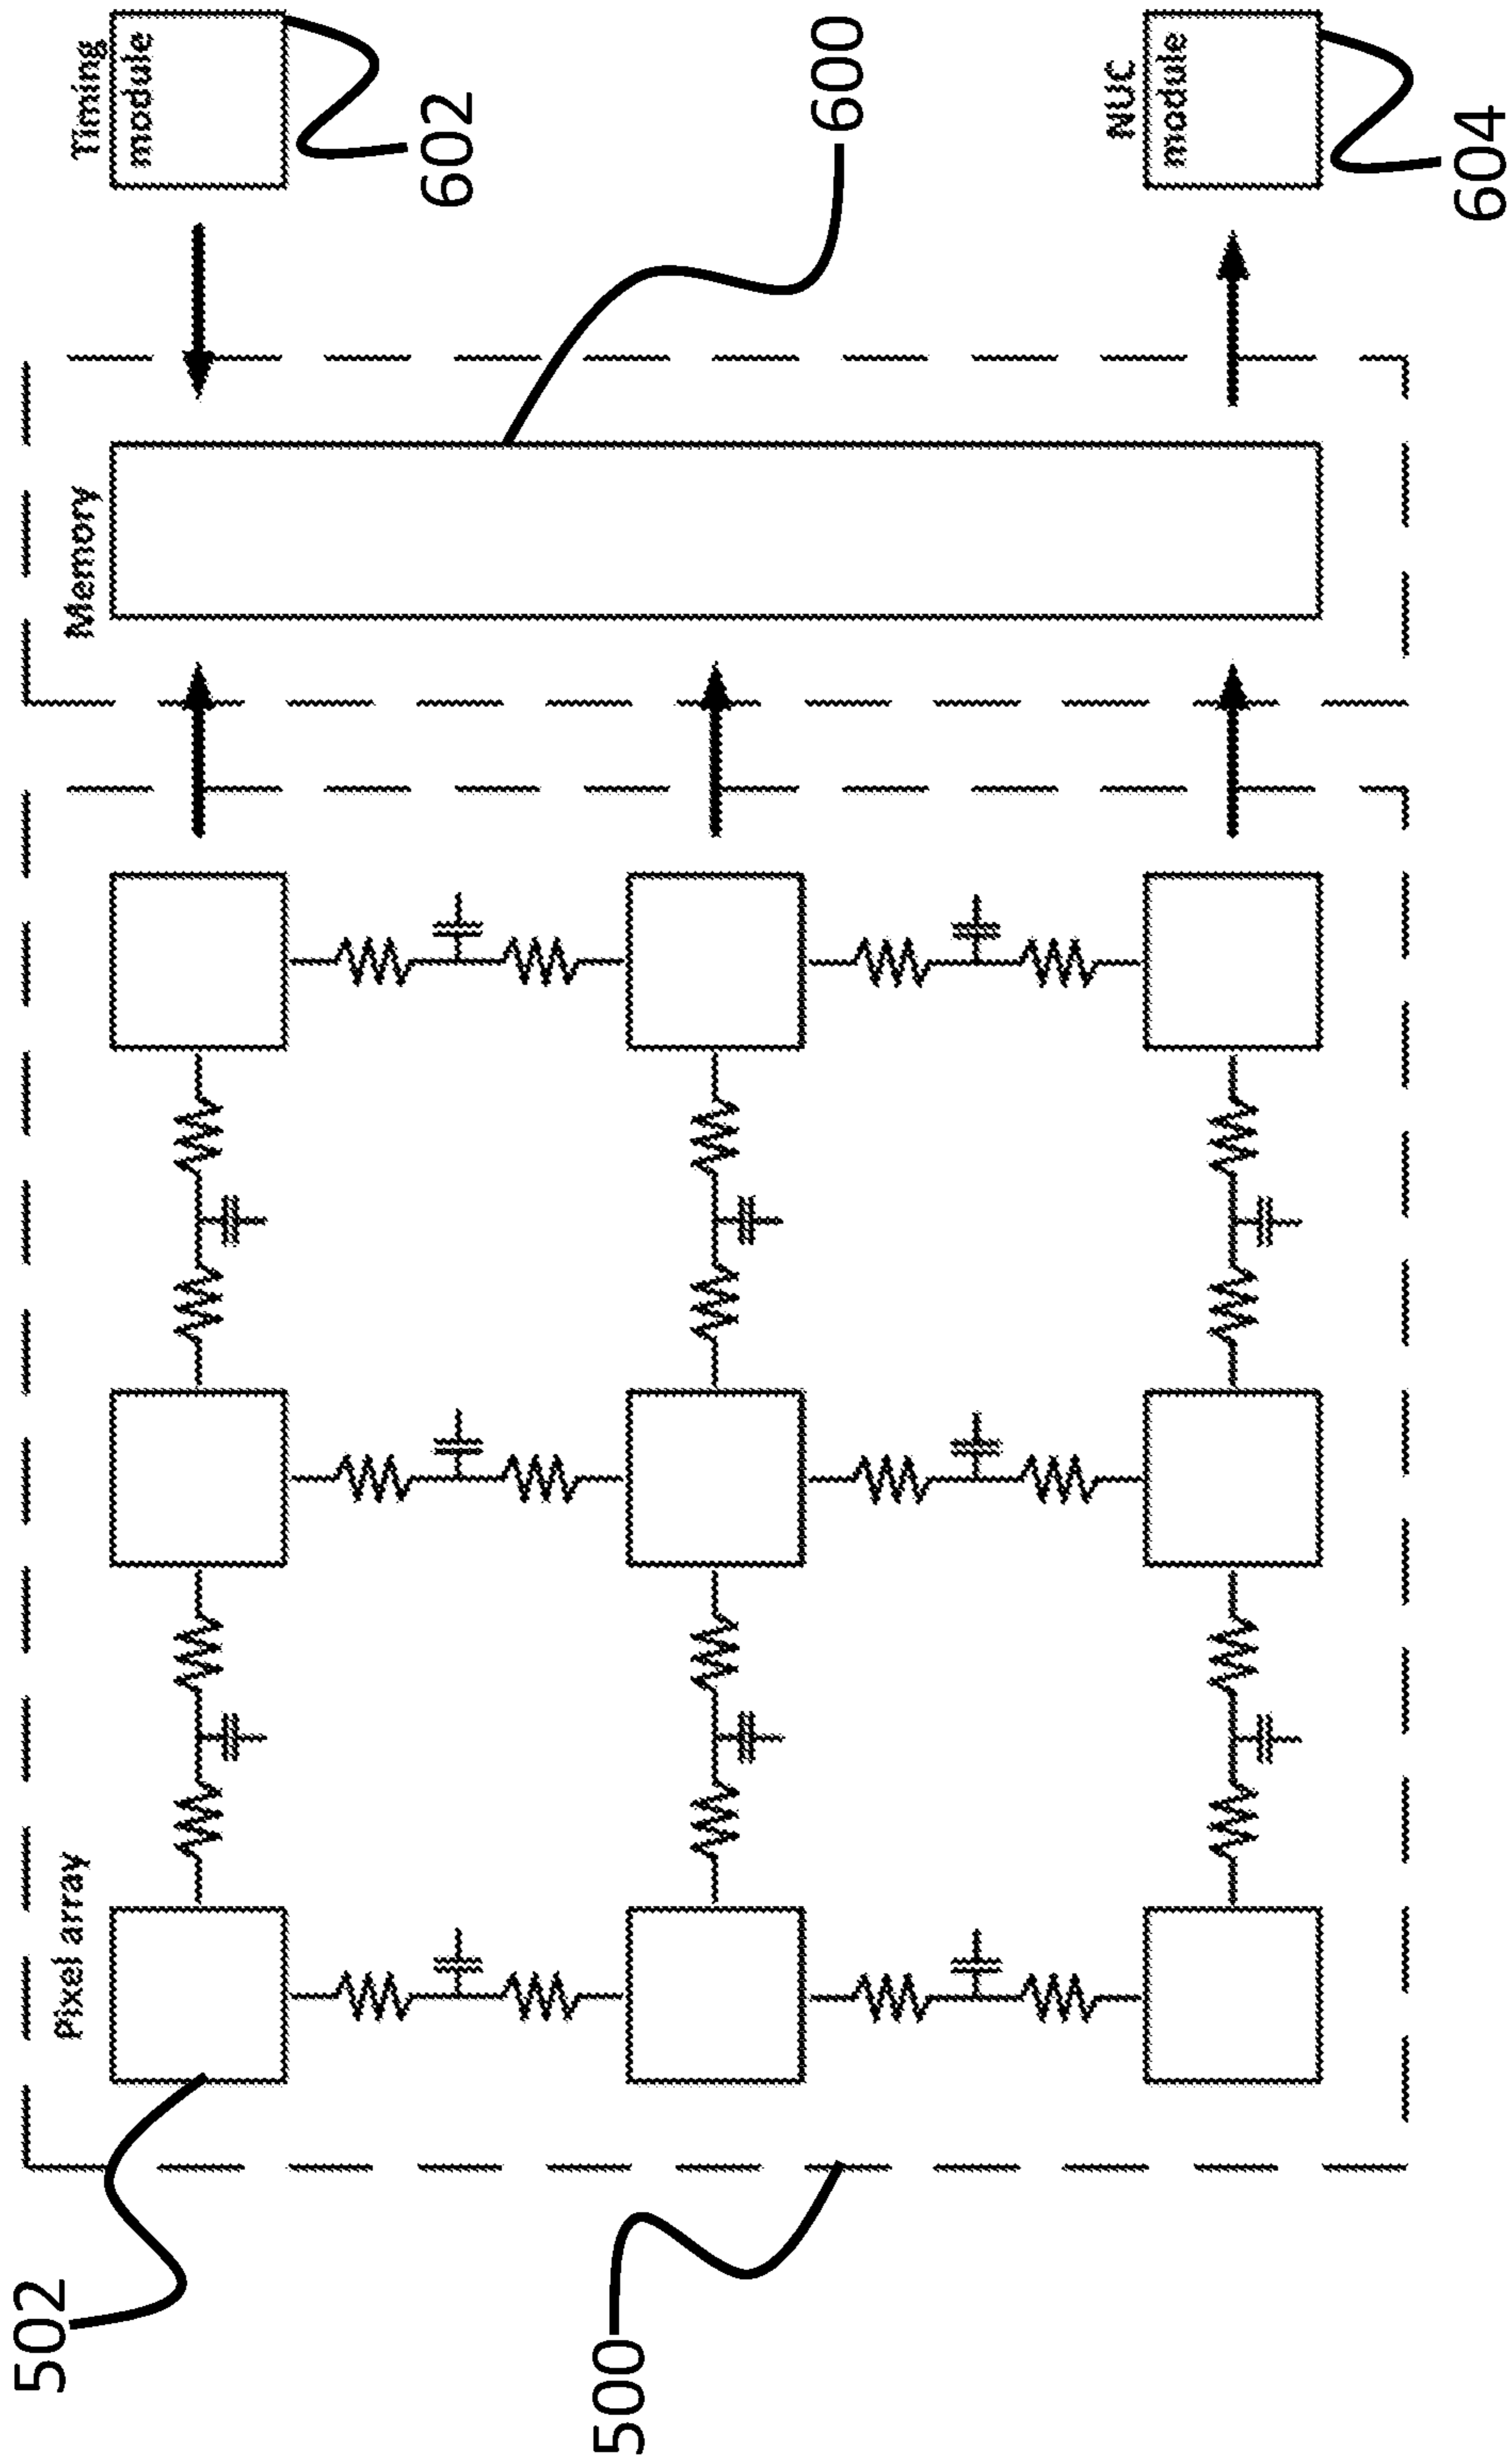 Pixel array
Memory
Timing
module
NUC
module
502
500
600
602
604